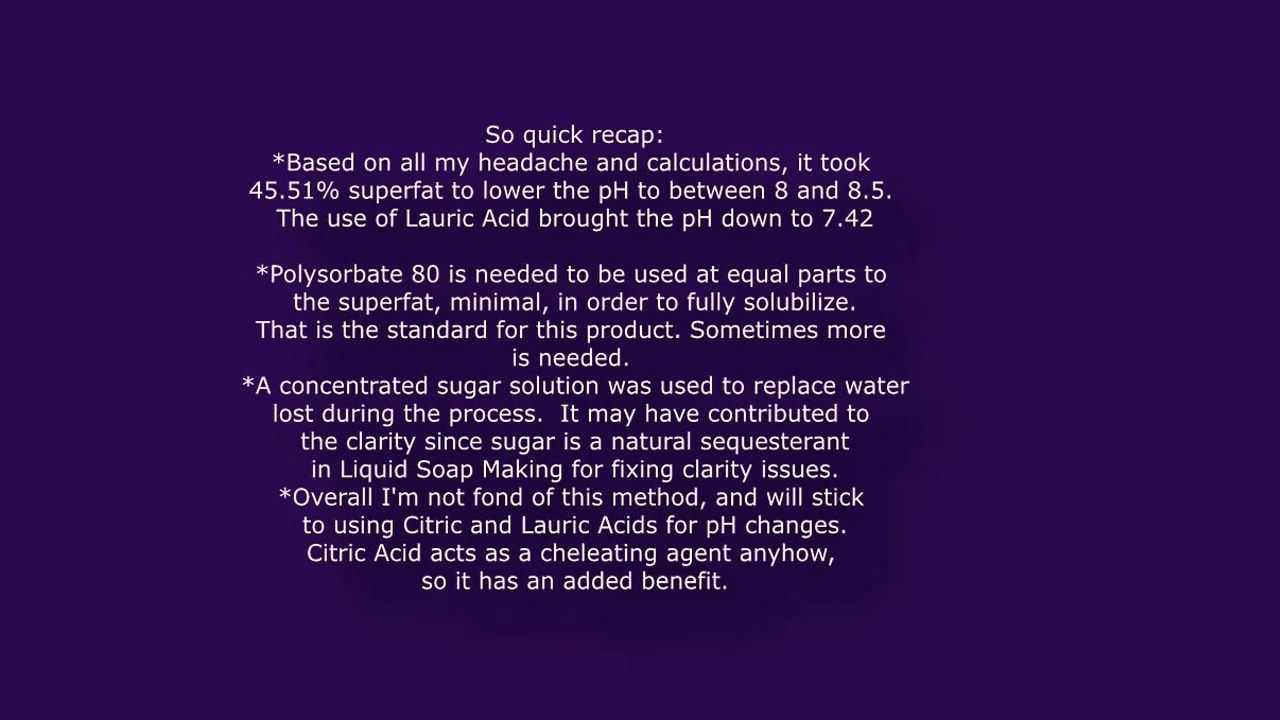 So quick recap:
*Based on all my headache and calculations, it took
45.51% superfat to lower the pH to between 8 and 8.5.
The use of Lauric Acid brought the pH down to 7.42
*Polysorbate 80 is needed to be used at equal parts to
the superfat, minimal, in order to fully solubilize.
That is the standard for this product. Sometimes more
is needed.
*A concentrated sugar solution was used to replace water
lost during the process.  It may have contributed to
the clarity since sugar is a natural sequesterant
in Liquid Soap Making for fixing clarity issues.
*Overall I'm not fond of this method, and will stick
to using Citric and Lauric Acids for pH changes.
Citric Acid acts as a cheleating agent anyhow,
so it has an added benefit.